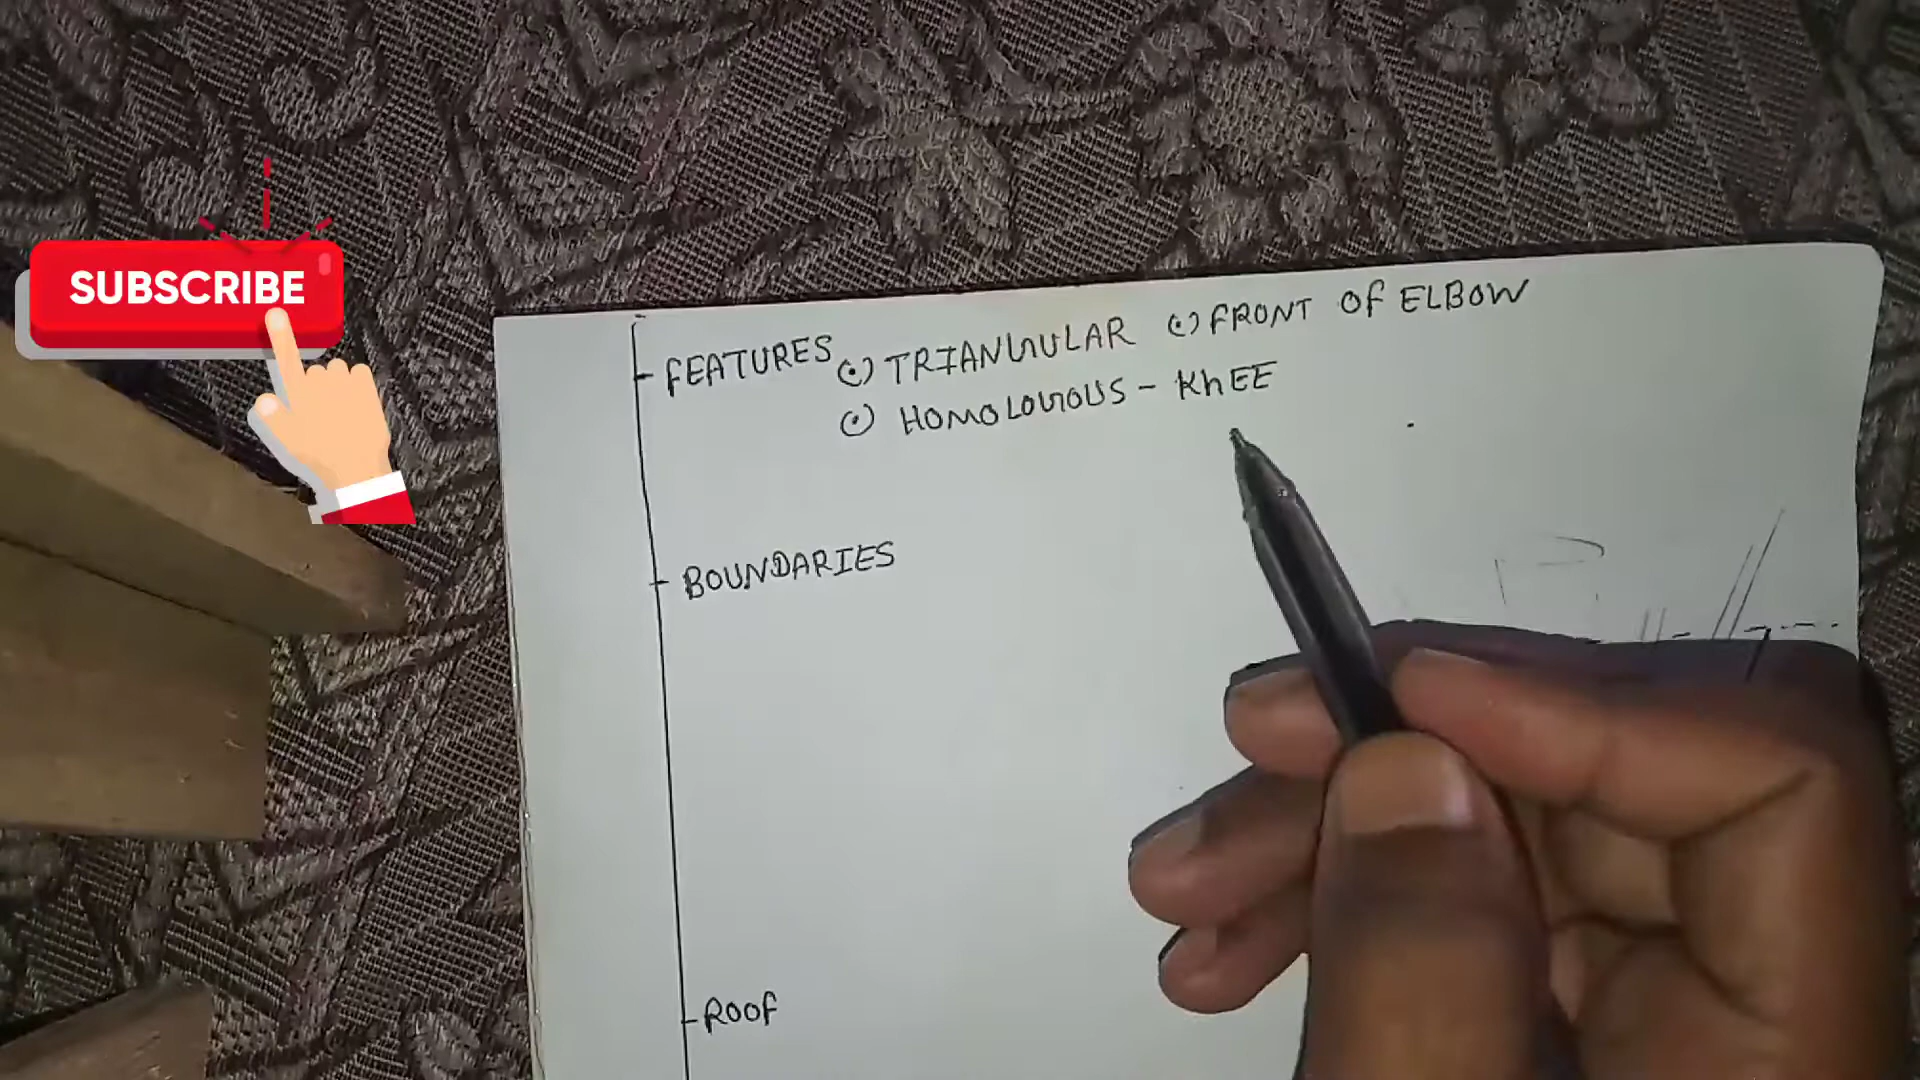 SUBSCRIBE
FEATURES (.) TRIANGULAR (.) FRONT OF ELBOW
(.) HOMOLOGOUS - KNEE
BOUNDARIES
ROOF